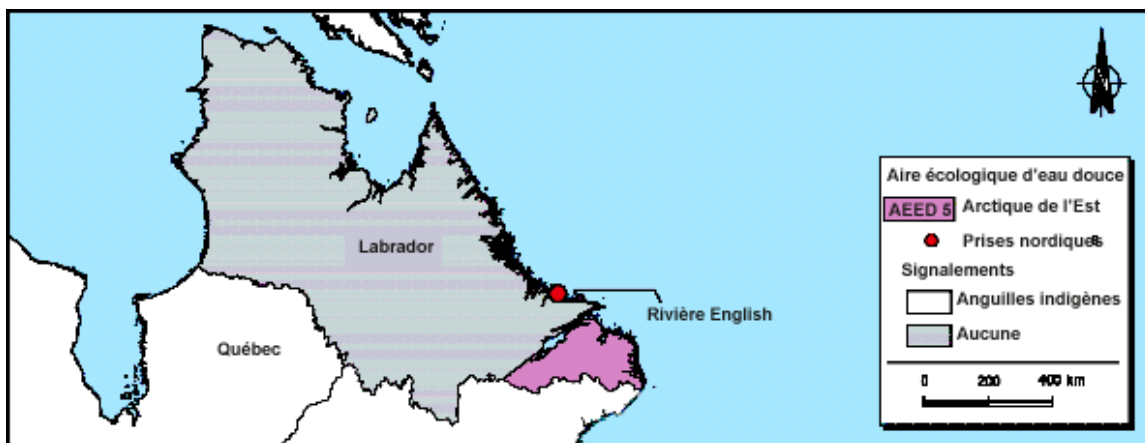 Aire écologique d'eau douce
AEED 5 Arctique de l'Est
Prises nordiques
Signalements
Anguilles indigènes
Aucune
0 200 400 km
Labrador
Rivière English
Québec